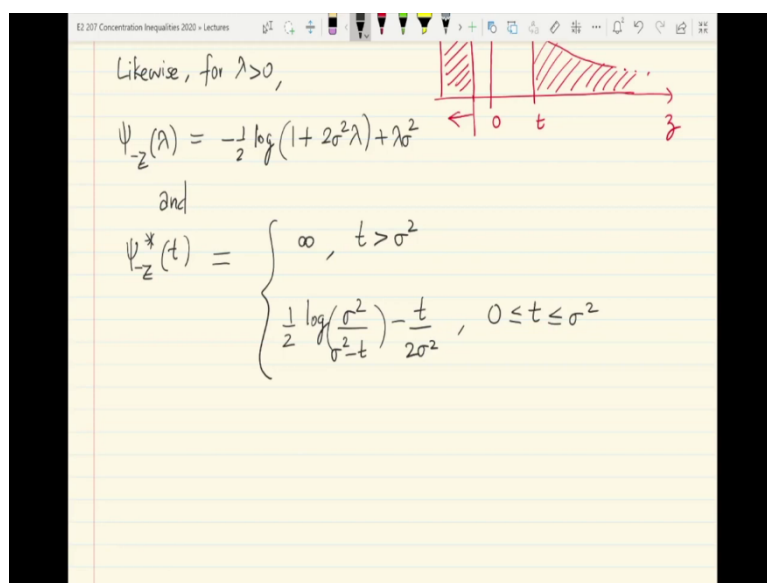 E2 207 Concentration Inequalities 2020 » Lectures
Likewise, for λ>0,
0 t z
Ψ_{-Z}(λ) = -1/2 log(1 + 2σ²λ) + λσ²
and
Ψ*_{-Z}(t) = { ∞, t > σ²
1/2 log(σ²/(σ²-t)) - t/(2σ²), 0 ≤ t ≤ σ²